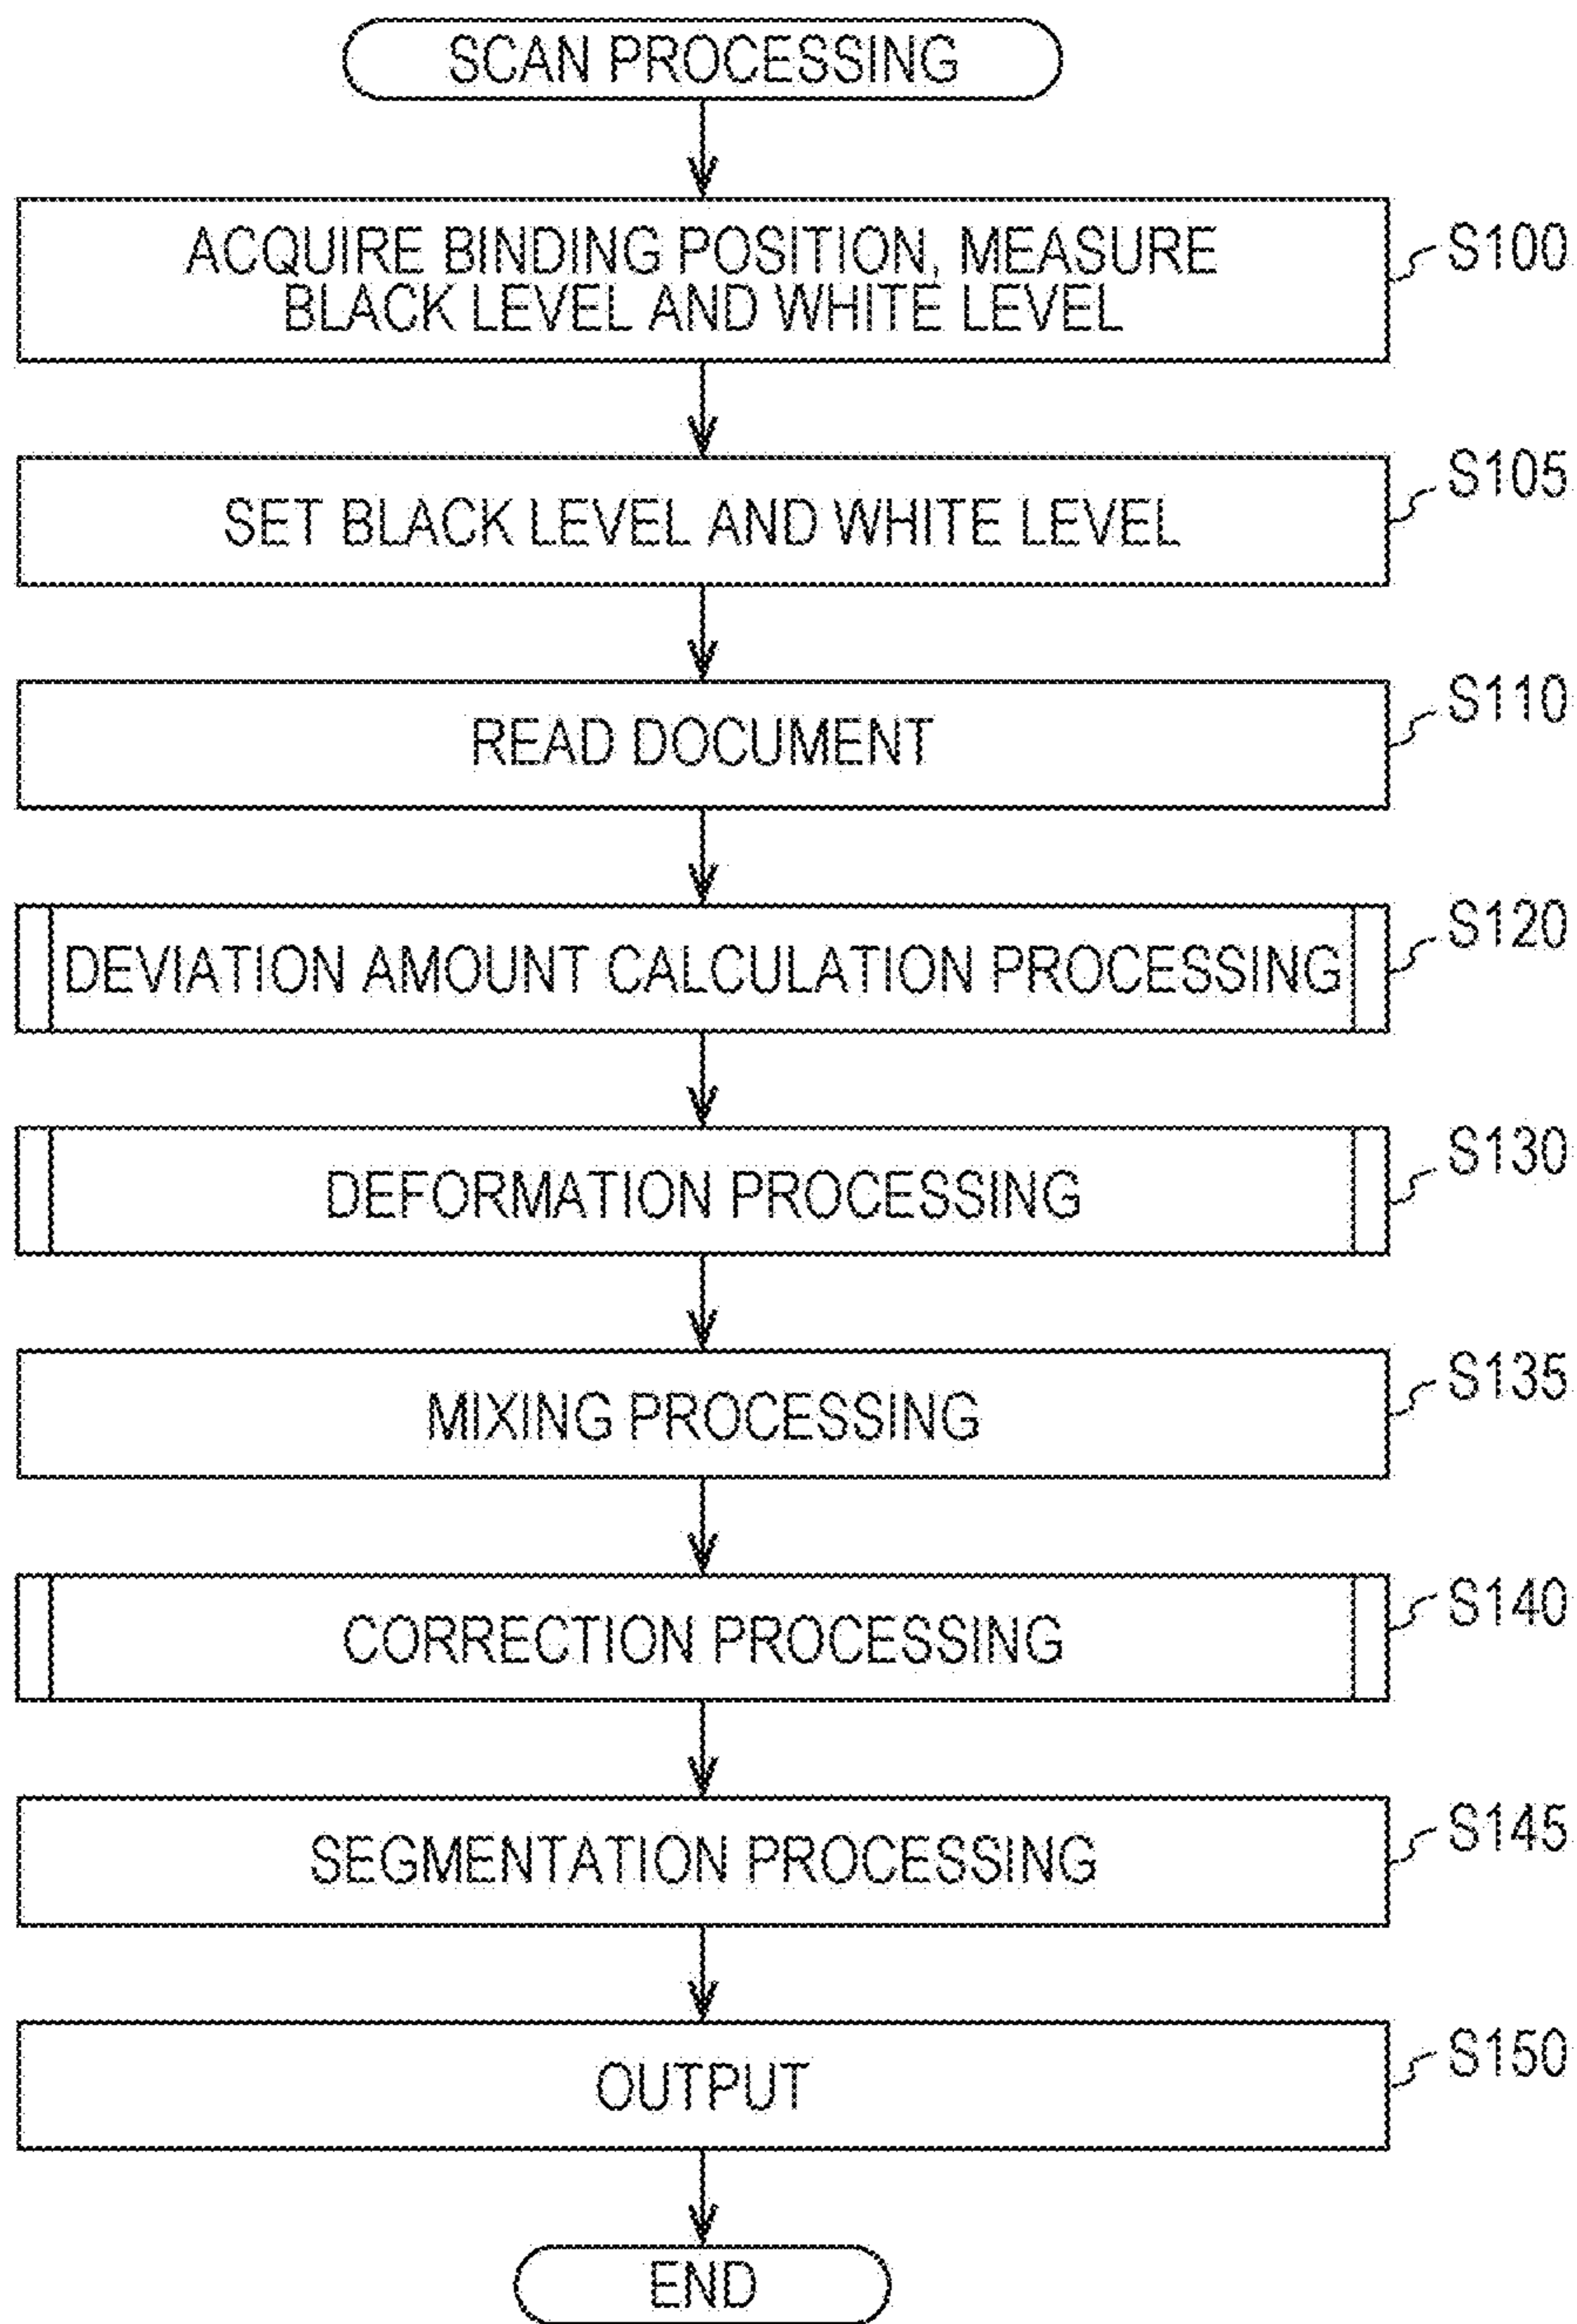 SCAN PROCESSING
ACQUIRE BINDING POSITION, MEASURE
BLACK LEVEL AND WHITE LEVEL
S100
SET BLACK LEVEL AND WHITE LEVEL
S105
READ DOCUMENT
S110
DEVIATION AMOUNT CALCULATION PROCESSING
S120
DEFORMATION PROCESSING
S130
MIXING PROCESSING
S135
CORRECTION PROCESSING
S140
SEGMENTATION PROCESSING
S145
OUTPUT
S150
END